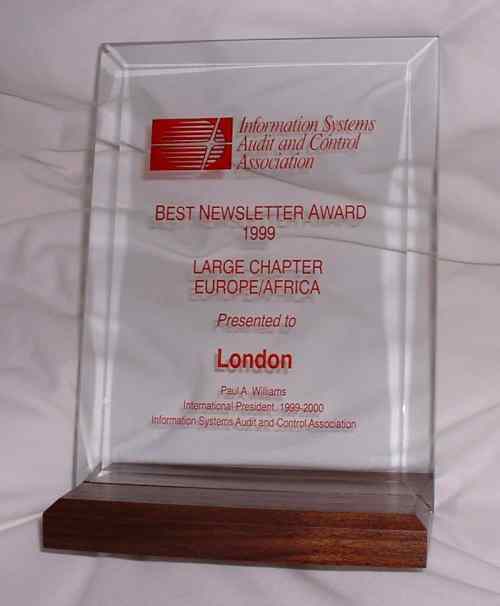 Information Systems
Audit and Control
Association
BEST NEWSLETTER AWARD
1999
LARGE CHAPTER
EUROPE/AFRICA
Presented to
London
Paul A. Williams
International President, 1999-2000
Information Systems Audit and Control Association